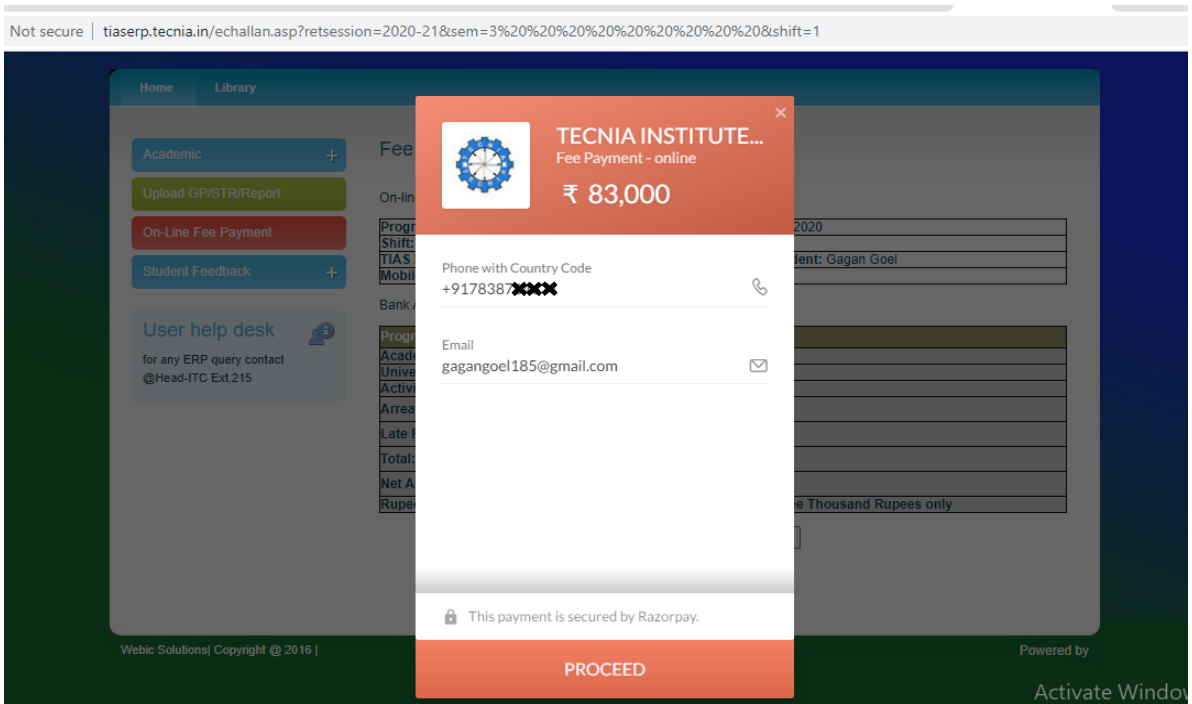 Not secure | tiaserp.tecnia.in/echallan.asp?retsession=2020-21&sem=3%20%20%20%20%20%20%20%20%20&shift=1
Home Library
Academic +
Upload GP/STR/Report
On-Line Fee Payment
Student Feedback +
User help desk
for any ERP query contact
@Head-ITC Ext.215
Fee
On-lin
Progr 2020
Shift:
TIAS dent: Gagan Goel
Mobil
Bank
Progr
Acade
Unive
Activi
Arrea
Late F
Total:
Net A
Rupe e Thousand Rupees only
×
TECNIA INSTITUTE...
Fee Payment - online
₹ 83,000
Phone with Country Code
+9178387
Email
gagangoel185@gmail.com
This payment is secured by Razorpay.
PROCEED
Webic Solutions| Copyright @ 2016 |
Powered by
Activate Window